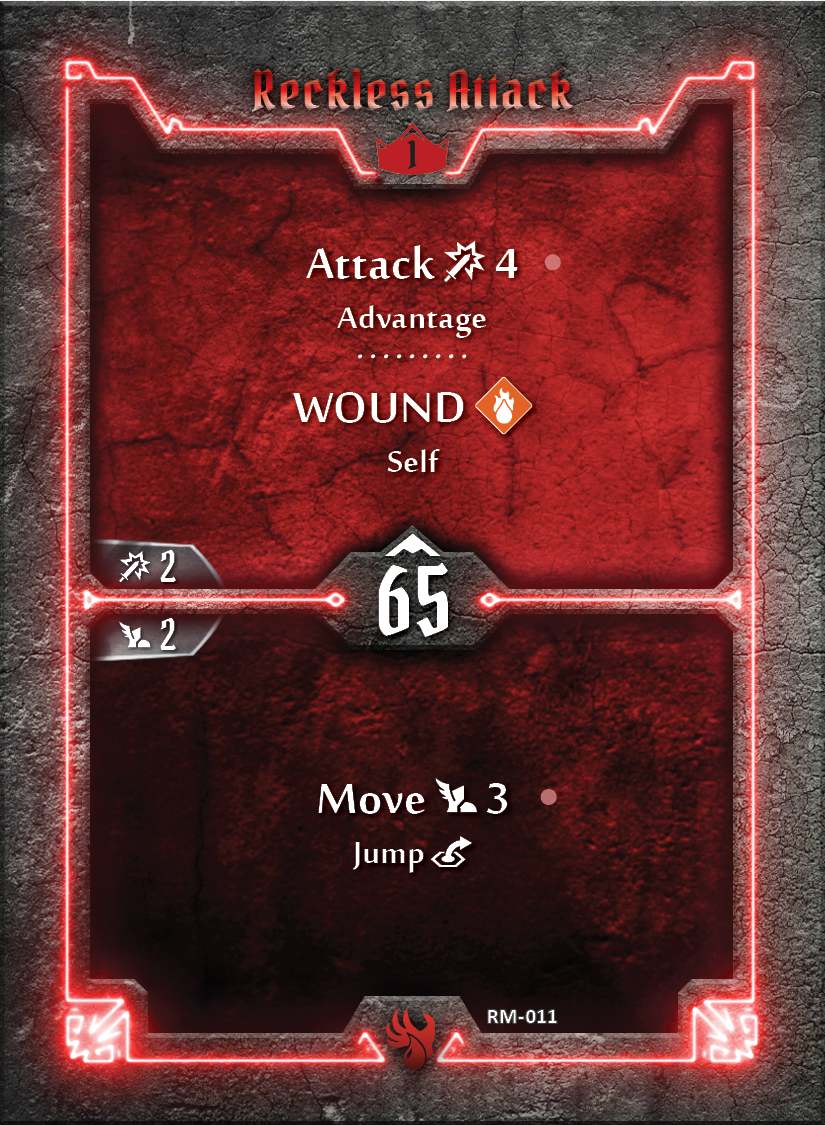 Reckless Attack
1
Attack 4
Advantage
WOUND
Self
2
65
2
Move 3
Jump
RM-011